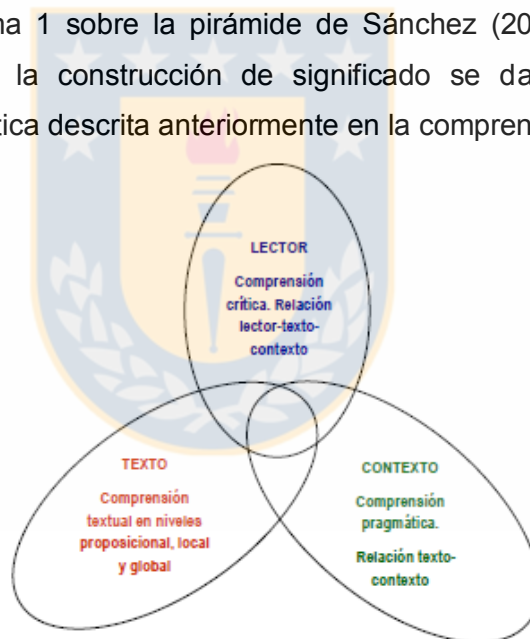 ma 1 sobre la pirámide de Sánchez (20
la construcción de significado se da
tica descrita anteriormente en la compren
LECTOR
Comprensión
crítica. Relación
lector-texto-
contexto
TEXTO
Comprensión
textual en niveles
proposicional, local
y global
CONTEXTO
Comprensión
pragmática.
Relación texto-
contexto